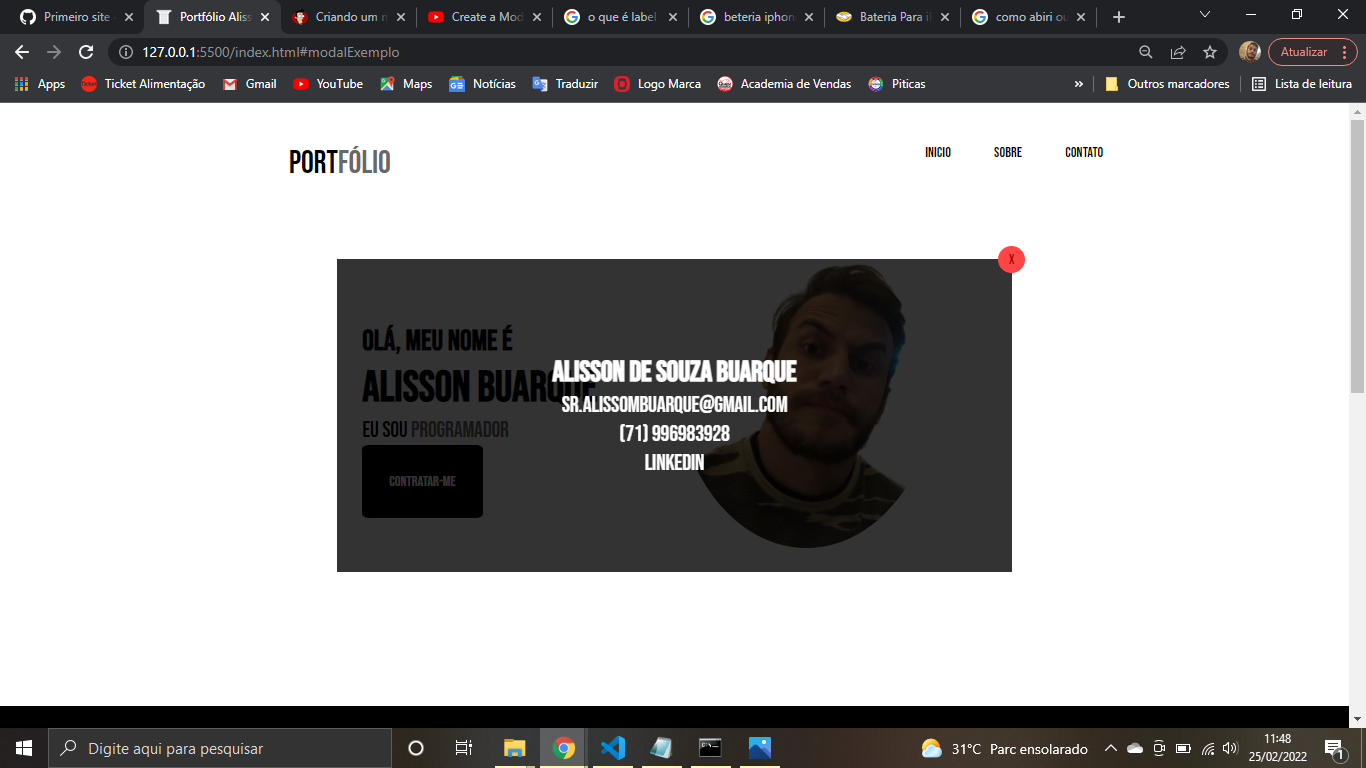 Primeiro site
Portfólio Aliss
Criando um m
Create a Mod
o que é label
beteria iphon
Bateria Para i
como abiri ou
127.0.0.1:5500/index.html#modalExemplo
Atualizar
Apps
Ticket Alimentação
Gmail
YouTube
Maps
Notícias
Traduzir
Logo Marca
Academia de Vendas
Piticas
»
Outros marcadores
Lista de leitura
PORTFÓLIO
INICIO
SOBRE
CONTATO
X
OLÁ, MEU NOME É
ALISSON BUARQUE
EU SOU PROGRAMADOR
CONTRATAR-ME
ALISSON DE SOUZA BUARQUE
SR.ALISSOMBUARQUE@GMAIL.COM
(71) 996983928
LINKEDIN
Digite aqui para pesquisar
31°C Parc ensolarado
11:48
25/02/2022
1